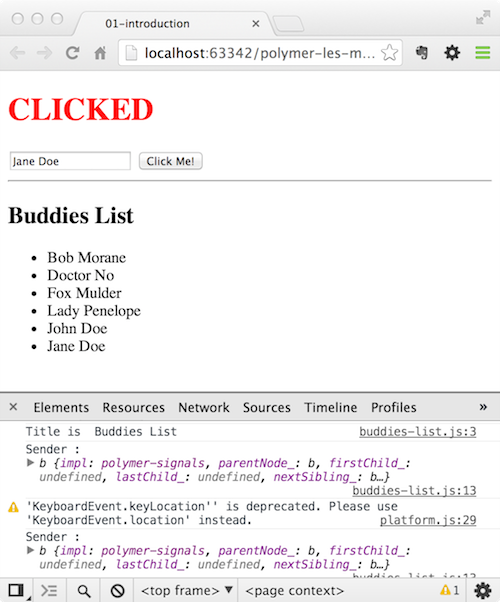 01-introduction
localhost:63342/polymer-les-m...
CLICKED
Jane Doe Click Me!
Buddies List
Bob Morane
Doctor No
Fox Mulder
Lady Penelope
John Doe
Jane Doe
Elements Resources Network Sources Timeline Profiles
Title is Buddies List buddies-list.js:3
Sender :
b {impl: polymer-signals, parentNode_: b, firstChild_:
undefined, lastChild_: undefined, nextSibling_: b…}
buddies-list.js:13
'KeyboardEvent.keyLocation'' is deprecated. Please use
'KeyboardEvent.location' instead. platform.js:29
Sender :
b {impl: polymer-signals, parentNode_: b, firstChild_:
undefined, lastChild_: undefined, nextSibling_: b…}
buddies-list.js:13
<top frame> <page context> 1